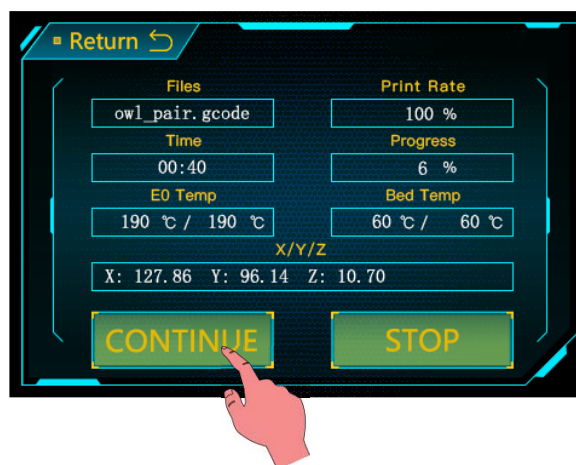 Return
Files Print Rate
owl_pair.gcode 100 %
Time Progress
00:40 6 %
E0 Temp Bed Temp
190 ℃ / 190 ℃ 60 ℃ / 60 ℃
X/Y/Z
X: 127.86 Y: 96.14 Z: 10.70
CONTINUE STOP